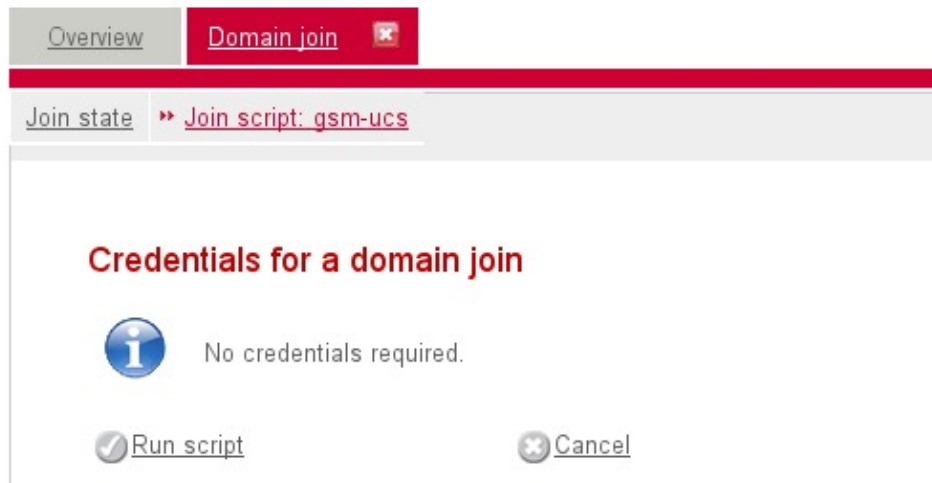 Overview Domain join
Join state Join script: gsm-ucs
Credentials for a domain join
No credentials required.
Run script Cancel